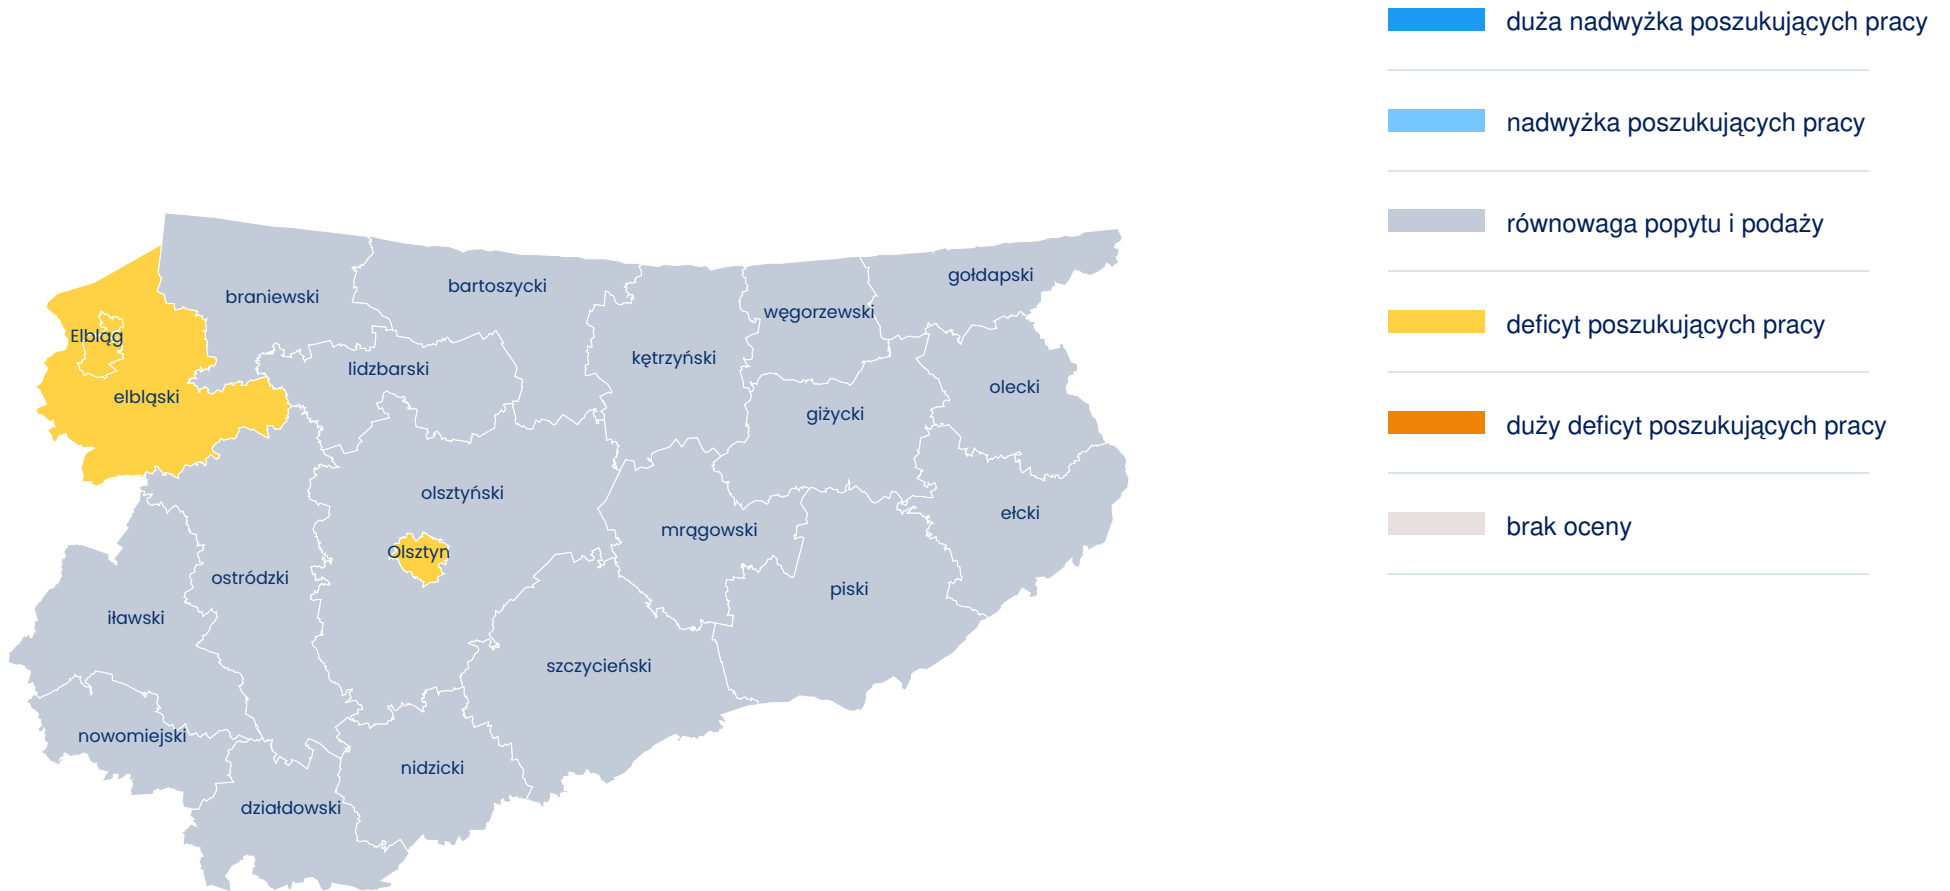 duża nadwyżka poszukujących pracy
nadwyżka poszukujących pracy
równowaga popytu i podaży
deficyt poszukujących pracy
duży deficyt poszukujących pracy
brak oceny
gołdapski
bartoszycki
braniewski
węgorzewski
Elbląg
kętrzyński
lidzbarski
olecki
elbląski
giżycki
olsztyński
ełcki
mrągowski
Olsztyn
ostródzki
piski
iławski
szczycieński
nowomiejski
nidzicki
działdowski